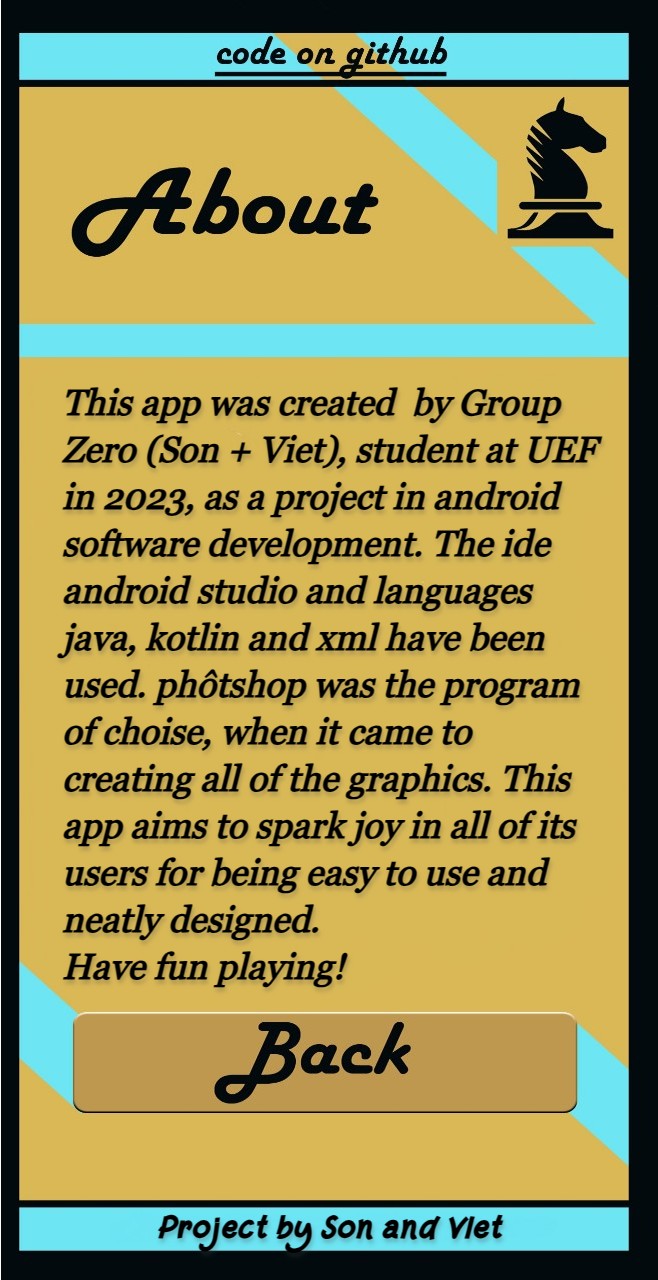 code on github
About
This app was created  by Group
Zero (Son + Viet), student at UEF
in 2023, as a project in android
software development. The ide
android studio and languages
java, kotlin and xml have been
used. phôtshop was the program
of choise, when it came to
creating all of the graphics. This
app aims to spark joy in all of its
users for being easy to use and
neatly designed.
Have fun playing!
Back
Project by Son and Viet